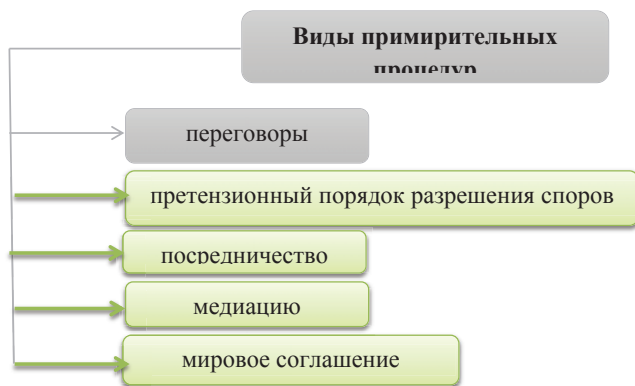 Виды примирительных
процедур
переговоры
претензионный порядок разрешения споров
посредничество
медиацию
мировое соглашение